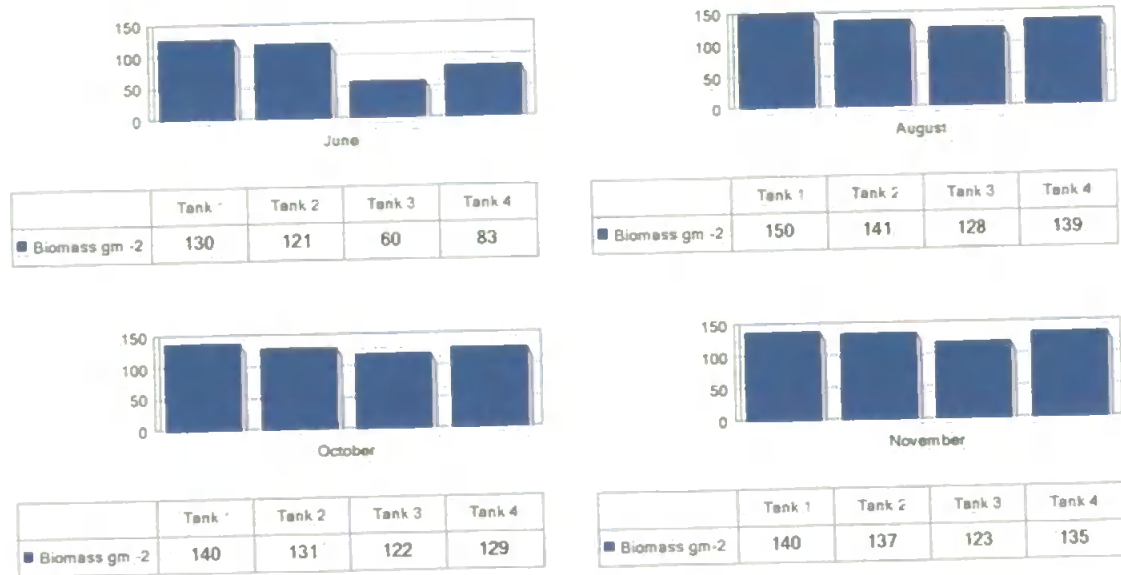 150
100
50
0
June
Tank 1 Tank 2 Tank 3 Tank 4
Biomass gm -2 130 121 60 83
150
100
50
0
August
Tank 1 Tank 2 Tank 3 Tank 4
Biomass gm -2 150 141 128 139
150
100
50
0
October
Tank 1 Tank 2 Tank 3 Tank 4
Biomass gm -2 140 131 122 129
150
100
50
0
November
Tank 1 Tank 2 Tank 3 Tank 4
Biomass gm-2 140 137 123 135